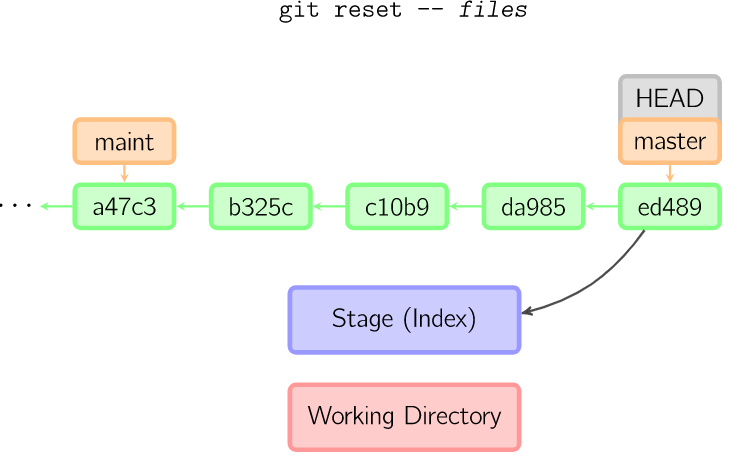 git reset -- files
HEAD
maint
master
...
a47c3
b325c
c10b9
da985
ed489
Stage (Index)
Working Directory